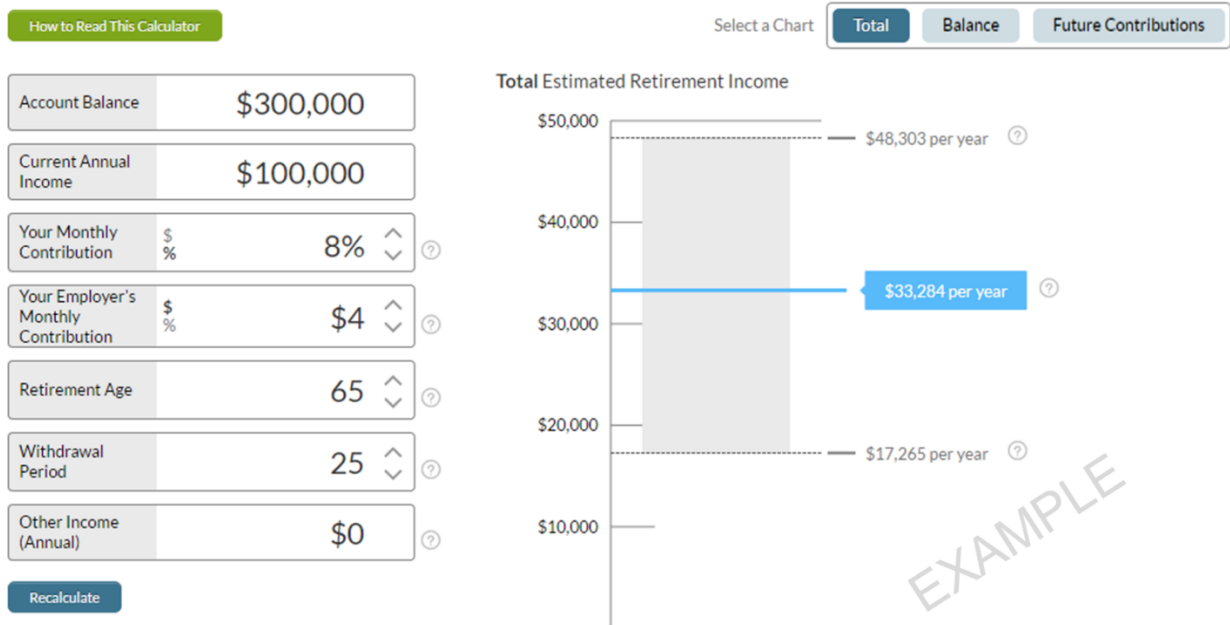 How to Read This Calculator
Select a Chart
Total
Balance
Future Contributions
Account Balance
$300,000
Current Annual
Income
$100,000
Your Monthly
Contribution
$
%
8%
?
Your Employer's
Monthly
Contribution
$
%
$4
?
Retirement Age
65
?
Withdrawal
Period
25
?
Other Income
(Annual)
$0
?
Recalculate
Total Estimated Retirement Income
$50,000
$48,303 per year
?
$40,000
$33,284 per year
?
$30,000
$20,000
$17,265 per year
?
$10,000
EXAMPLE